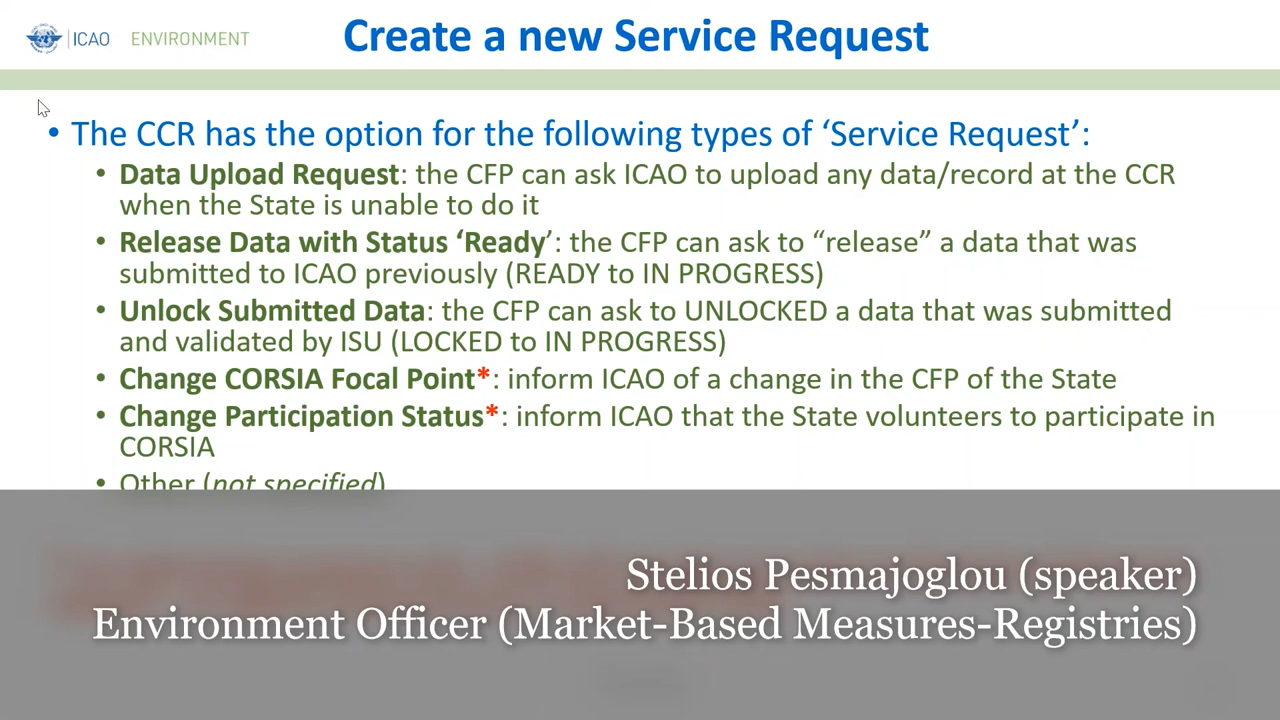 ICAO ENVIRONMENT
Create a new Service Request
• The CCR has the option for the following types of ‘Service Request’:
• Data Upload Request: the CFP can ask ICAO to upload any data/record at the CCR
when the State is unable to do it
• Release Data with Status ‘Ready’: the CFP can ask to “release” a data that was
submitted to ICAO previously (READY to IN PROGRESS)
• Unlock Submitted Data: the CFP can ask to UNLOCKED a data that was submitted
and validated by ISU (LOCKED to IN PROGRESS)
• Change CORSIA Focal Point*: inform ICAO of a change in the CFP of the State
• Change Participation Status*: inform ICAO that the State volunteers to participate in
CORSIA
• Other (not specified)
Stelios Pesmajoglou (speaker)
Environment Officer (Market-Based Measures-Registries)